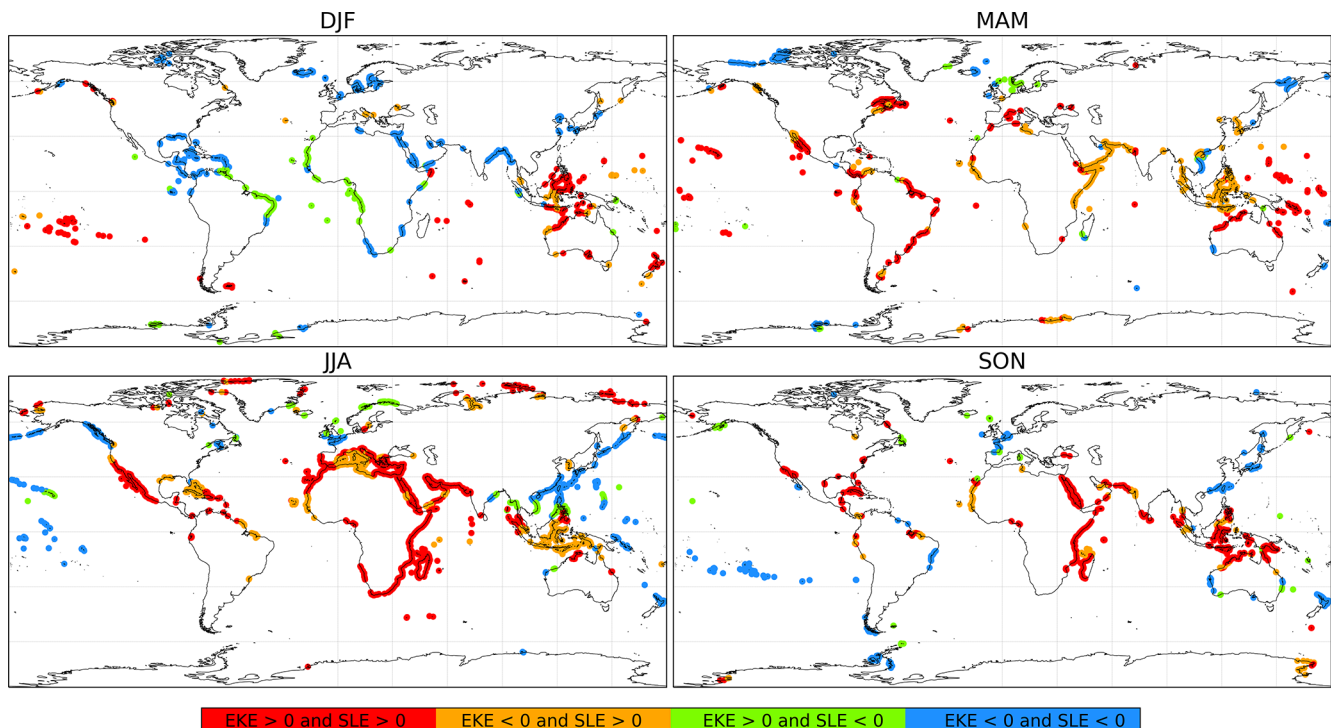 DJF
MAM
JJA
SON
EKE > 0 and SLE > 0
EKE < 0 and SLE > 0
EKE > 0 and SLE < 0
EKE < 0 and SLE < 0